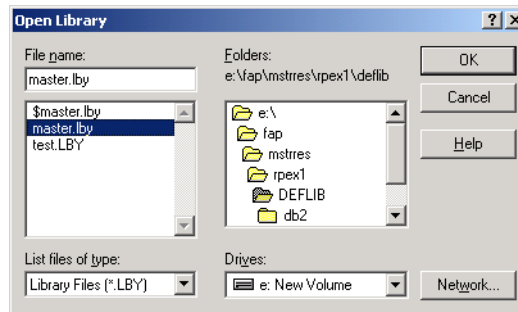 Open Library
File name:
master.lby
$master.lby
master.lby
test.LBY
List files of type:
Library Files (*.LBY)
Folders:
e:\fap\mstrres\rpex1\deflib
e:\
fap
mstrres
rpex1
DEFLIB
db2
Drives:
e: New Volume
OK
Cancel
Help
Network...